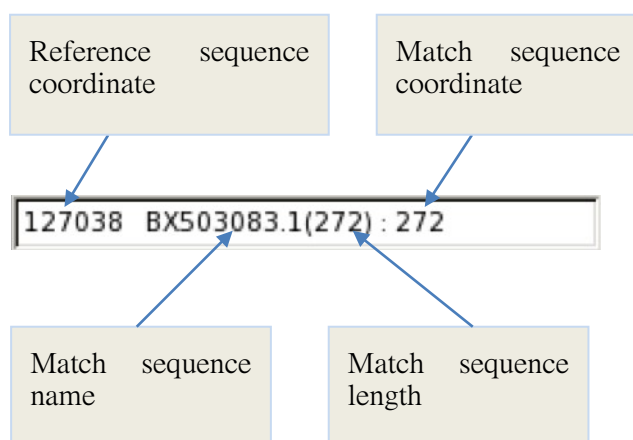 Reference sequence
coordinate
Match sequence
coordinate
127038 BX503083.1(272) : 272
Match sequence
name
Match sequence
length